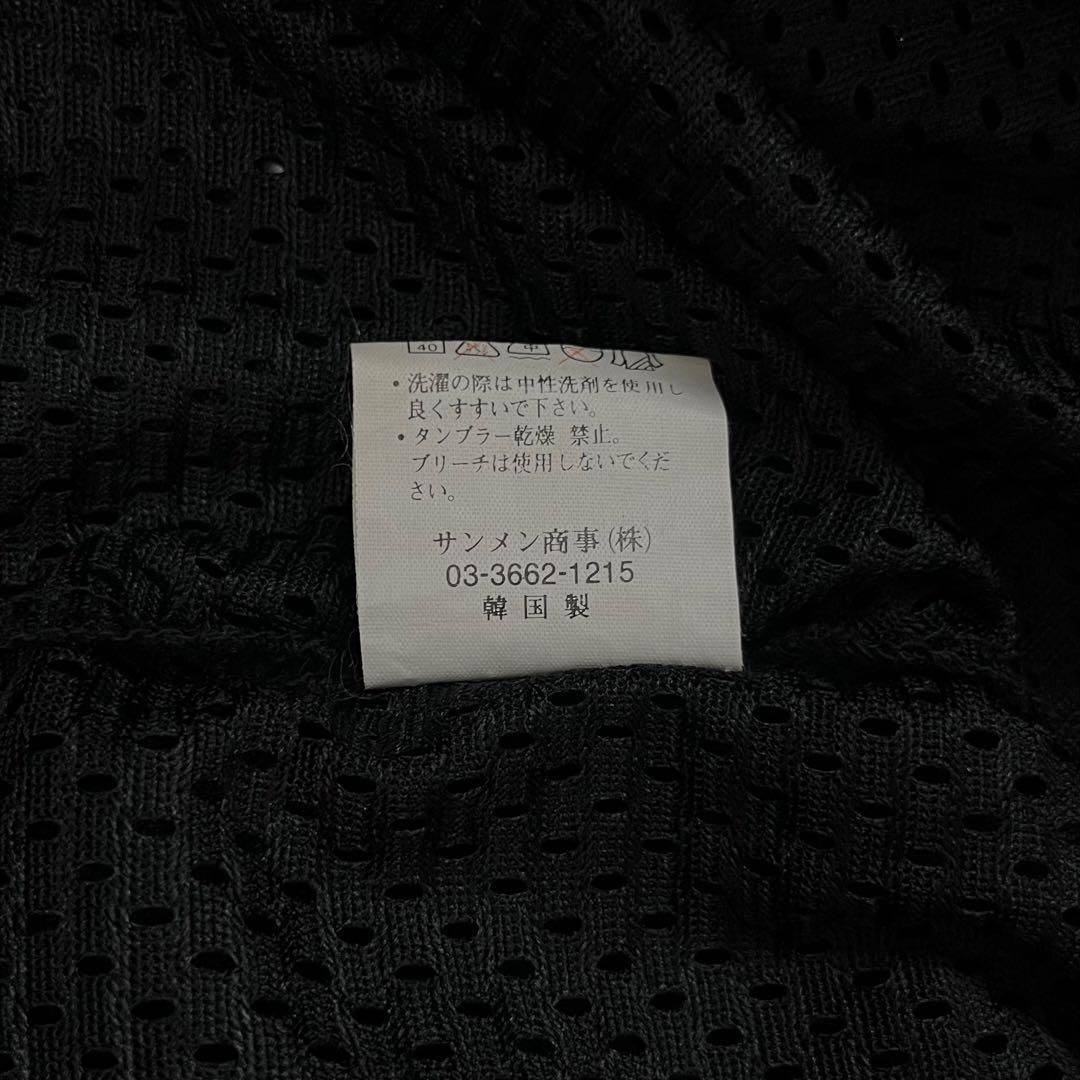 40 中
・洗濯の際は中性洗剤を使用し
良くすすいで下さい。
・タンブラー乾燥 禁止。
ブリーチは使用しないでくだ
さい。
サンメン商事(株)
03-3662-1215
韓国製